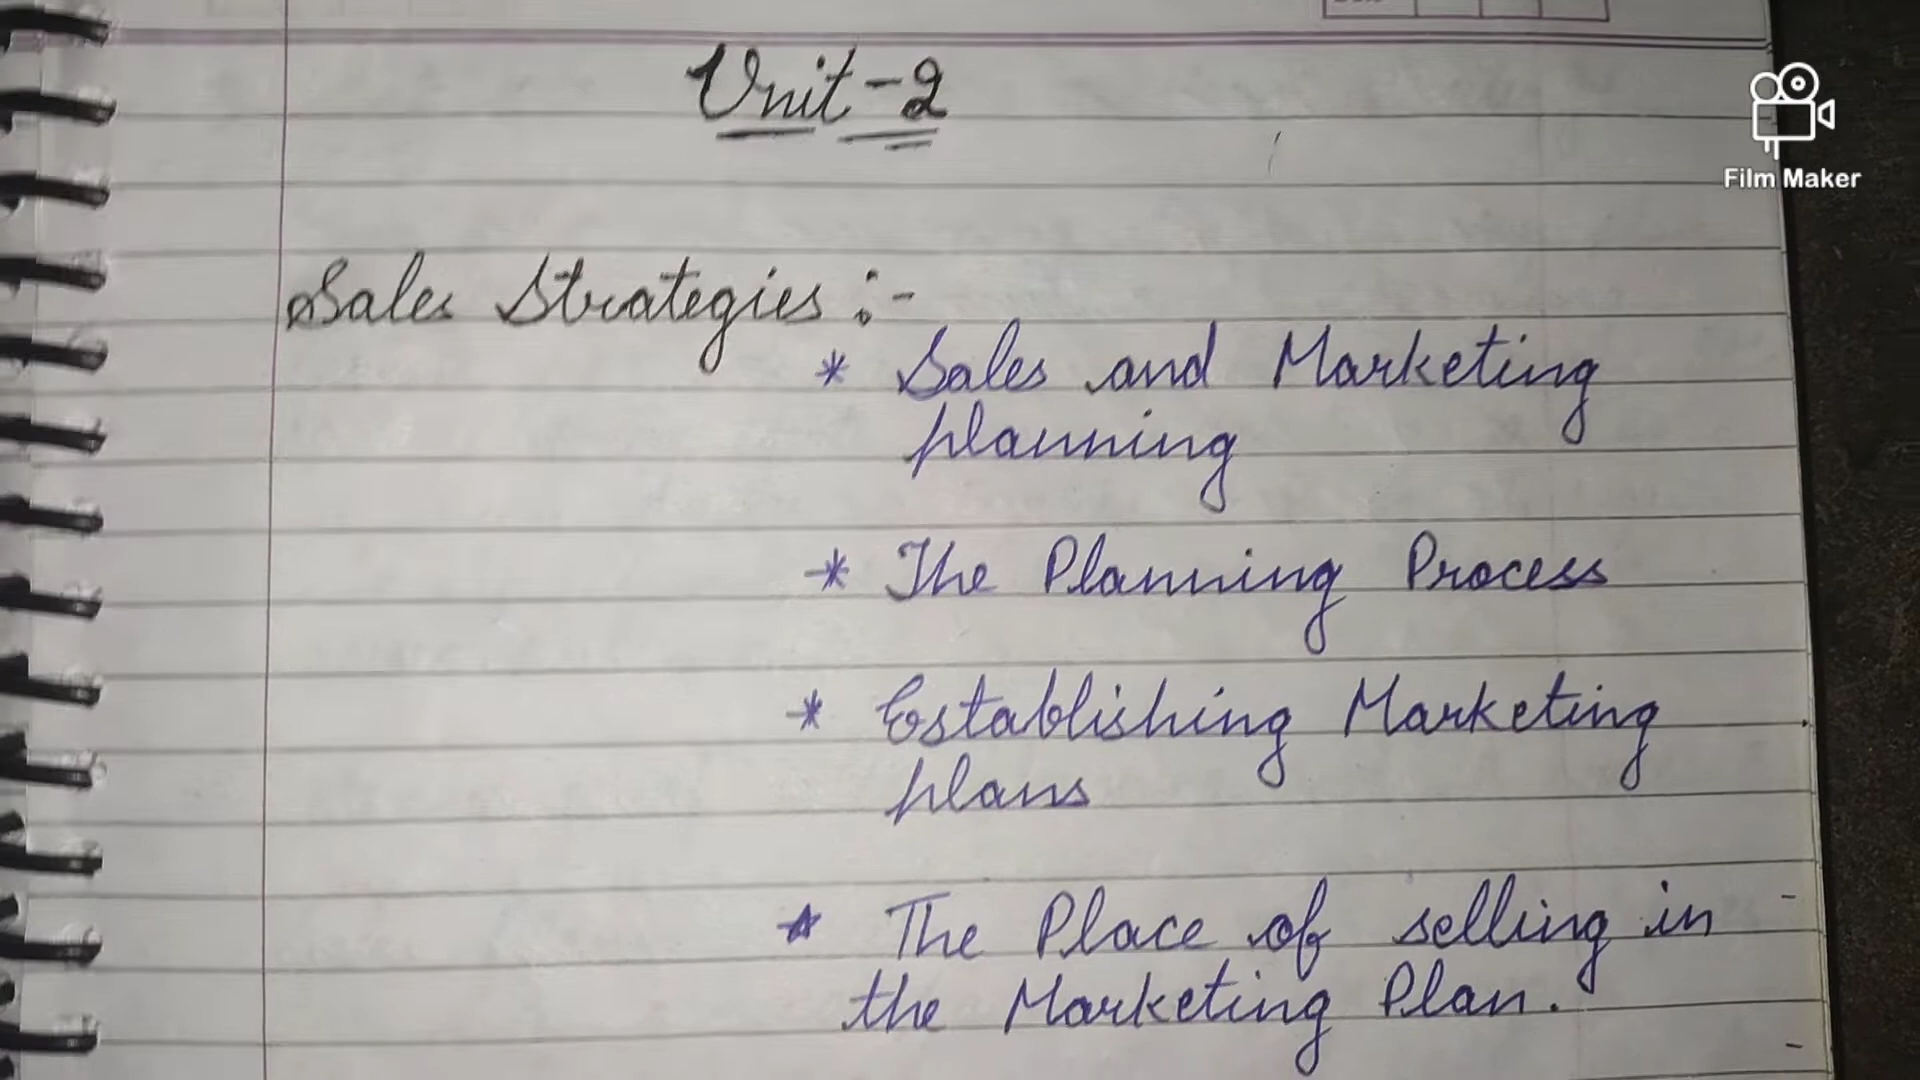 Unit-2
Film Maker
Sales Strategies :-
* Sales and Marketing
planning
* The Planning Process
* Establishing Marketing
plans
* The Place of selling in
the Marketing Plan.